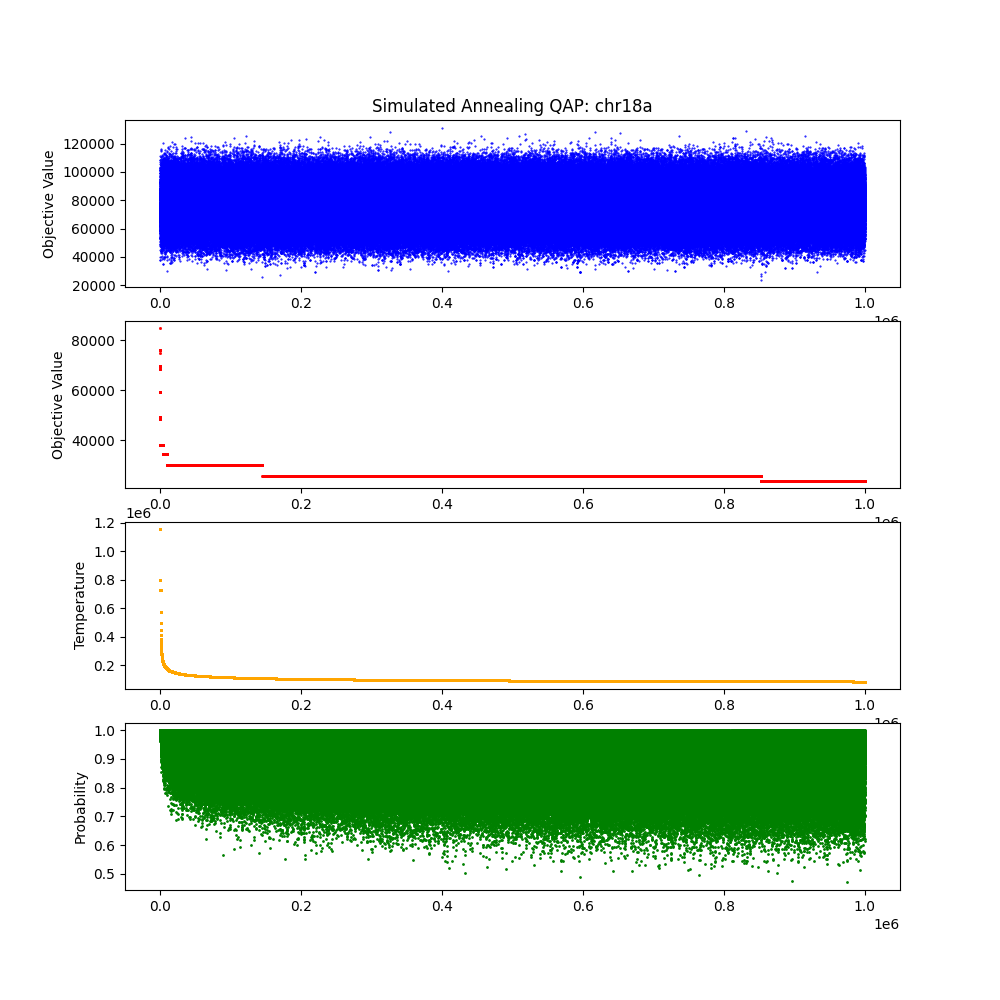 Simulated Annealing QAP: chr18a
120000
100000
80000
60000
40000
20000
Objective Value
0.0 0.2 0.4 0.6 0.8 1.0
1e6
80000
60000
40000
Objective Value
0.0 0.2 0.4 0.6 0.8 1.0
1e6
1e6
1.2
1.0
0.8
0.6
0.4
0.2
Temperature
0.0 0.2 0.4 0.6 0.8 1.0
1e6
1.0
0.9
0.8
0.7
0.6
0.5
Probability
0.0 0.2 0.4 0.6 0.8 1.0
1e6